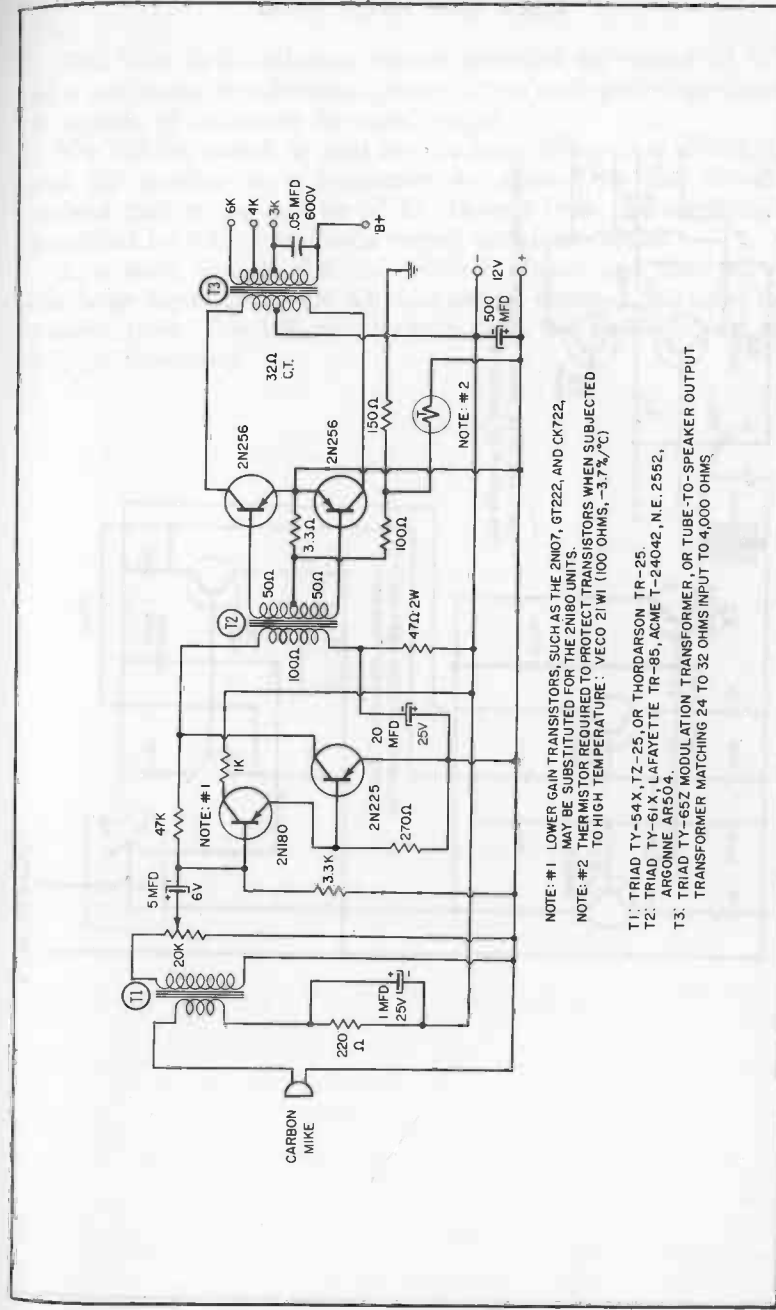 T1
CARBON
MIKE
20K
5 MFD
+ -
6V
220
Ω
1 MFD
+
-
25V
47K
NOTE: #1
2N180
1K
3.3K
270Ω
2N225
20
MFD
-
+
25V
T2
100Ω
50Ω
50Ω
47Ω 2W
3.3Ω
100Ω
150Ω
2N256
2N256
T
NOTE: #2
32Ω
C.T.
T3
6K
4K
3K
.05 MFD
600V
B+
500
MFD
-
+
-
12V
+
NOTE: #1 LOWER GAIN TRANSISTORS, SUCH AS THE 2N107, GT222, AND CK722,
MAY BE SUBSTITUTED FOR THE 2N180 UNITS.
NOTE: #2 THERMISTOR REQUIRED TO PROTECT TRANSISTORS WHEN SUBJECTED
TO HIGH TEMPERATURE: VECO 21 W1 (100 OHMS, -3.7%/°C)
T1: TRIAD TY-54X, TZ-25, OR THORDARSON TR-25.
T2: TRIAD TY-61X, LAFAYETTE TR-85, ACME T-24042, N.E. 2552,
ARGONNE AR504.
T3: TRIAD TY-65Z MODULATION TRANSFORMER, OR TUBE-TO-SPEAKER OUTPUT
TRANSFORMER MATCHING 24 TO 32 OHMS INPUT TO 4,000 OHMS